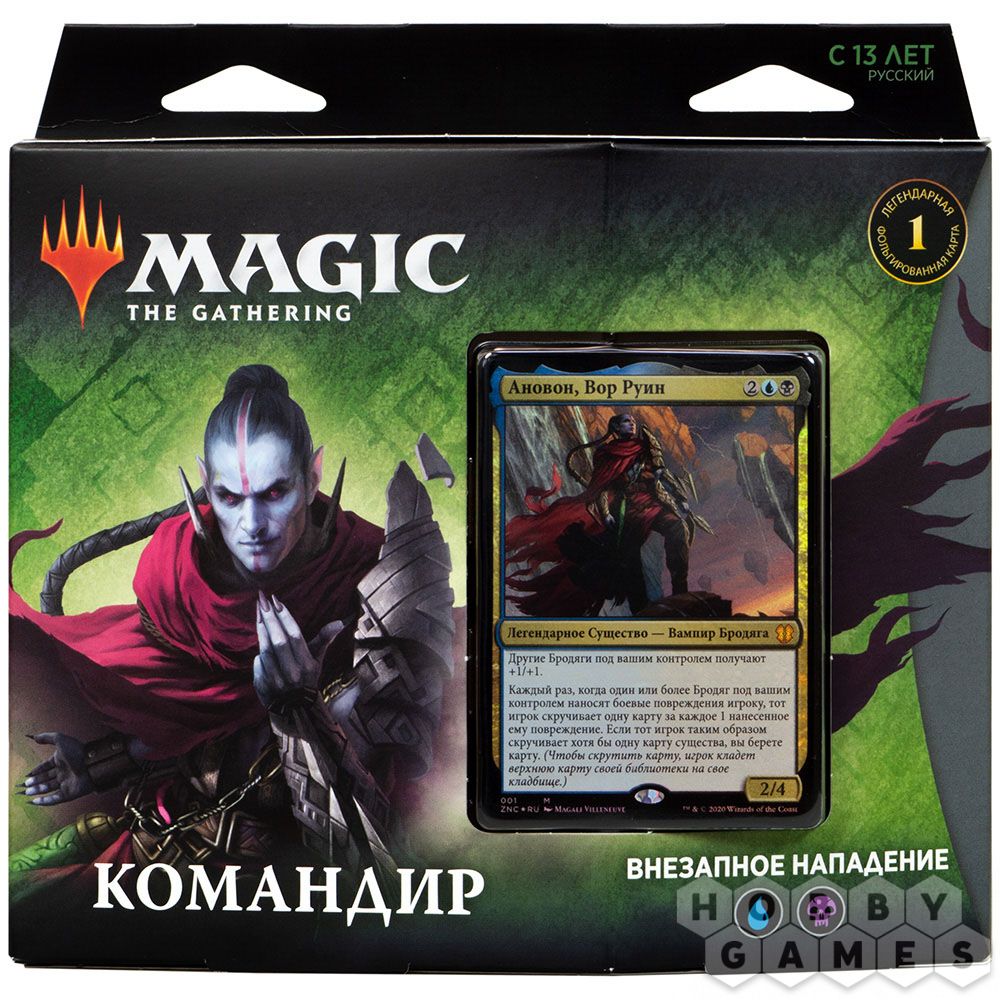 С 13 ЛЕТ
РУССКИЙ
ЛЕГЕНДАРНАЯ
1
ФОЛЬГИРОВАННАЯ КАРТА
MAGIC
THE GATHERING
Ановон, Вор Руин 2
Легендарное Существо — Вампир Бродяга
Другие Бродяги под вашим контролем получают
+1/+1.
Каждый раз, когда один или более Бродяг под вашим
контролем наносят боевые повреждения игроку, тот
игрок скручивает одну карту за каждое 1 нанесенное
ему повреждение. Если тот игрок таким образом
скручивает хотя бы одну карту существа, вы берете
карту. (Чтобы скрутить карту, игрок кладет
верхнюю карту своей библиотеки на свое
кладбище.)
2/4
001 M
ZNC ★ RU Magali Villeneuve
™ & © 2020 Wizards of the Coast
КОМАНДИР
ВНЕЗАПНОЕ НАПАДЕНИЕ
HOBBY
GAMES